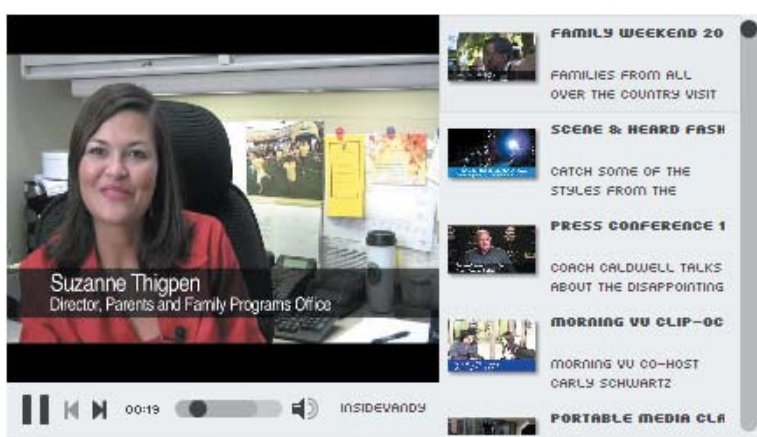 Suzanne Thigpen
Director, Parents and Family Programs Office
00:19
INSIDEVANDY
FAMILY WEEKEND 20
FAMILIES FROM ALL
OVER THE COUNTRY VISIT
SCENE & HEARD FASH
CATCH SOME OF THE
STYLES FROM THE
PRESS CONFERENCE 1
COACH CALDWELL TALKS
ABOUT THE DISAPPOINTING
MORNING VU CLIP-OC
MORNING VU CO-HOST
CARLY SCHWARTZ
PORTABLE MEDIA CLA